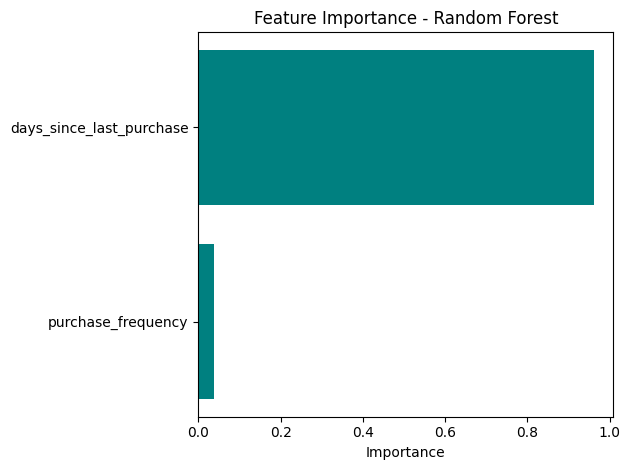 Feature Importance - Random Forest
days_since_last_purchase
purchase_frequency
0.0 0.2 0.4 0.6 0.8 1.0
Importance